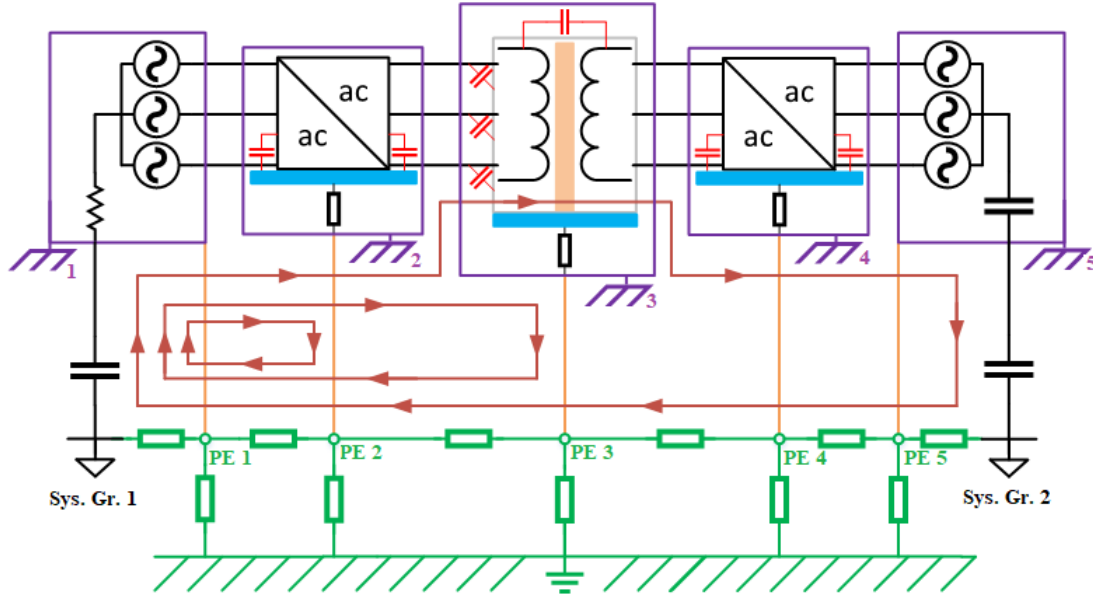 ac
ac
ac
ac
1
2
3
4
5
PE 1
PE 2
PE 3
PE 4
PE 5
Sys. Gr. 1
Sys. Gr. 2